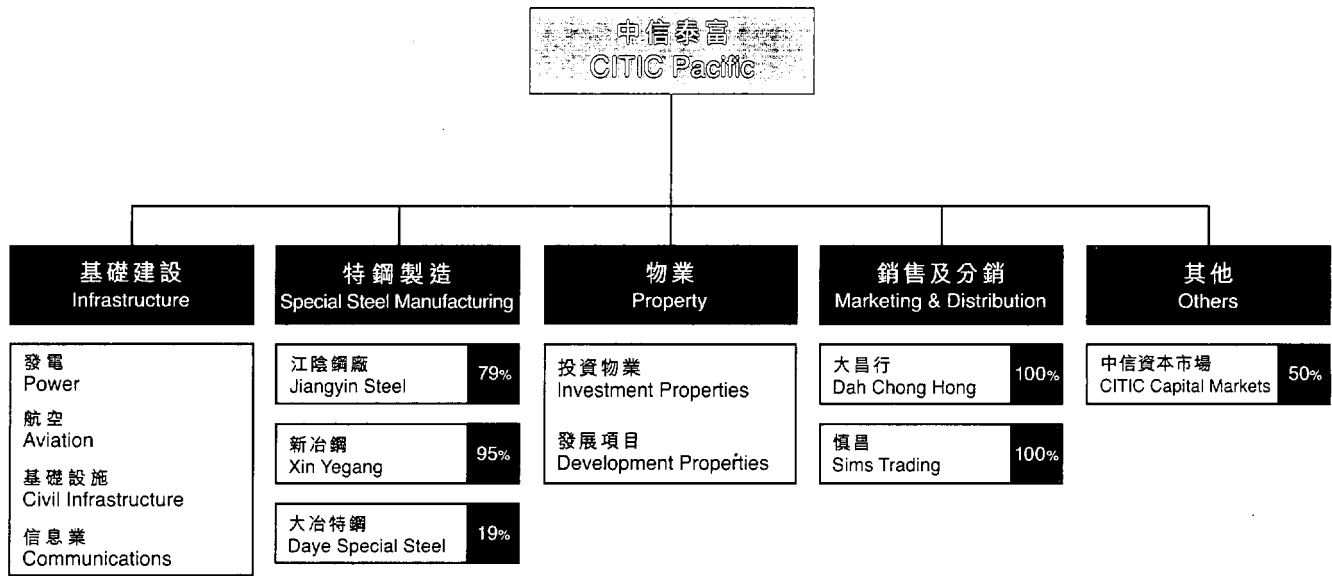 中信泰富
CITIC Pacific
基礎建設
Infrastructure
發電
Power
航空
Aviation
基礎設施
Civil Infrastructure
信息業
Communications
特鋼製造
Special Steel Manufacturing
江陰鋼廠
Jiangyin Steel
79%
新冶鋼
Xin Yegang
95%
大冶特鋼
Daye Special Steel
19%
物業
Property
投資物業
Investment Properties
發展項目
Development Properties
銷售及分銷
Marketing & Distribution
大昌行
Dah Chong Hong
100%
慎昌
Sims Trading
100%
其他
Others
中信資本市場
CITIC Capital Markets
50%